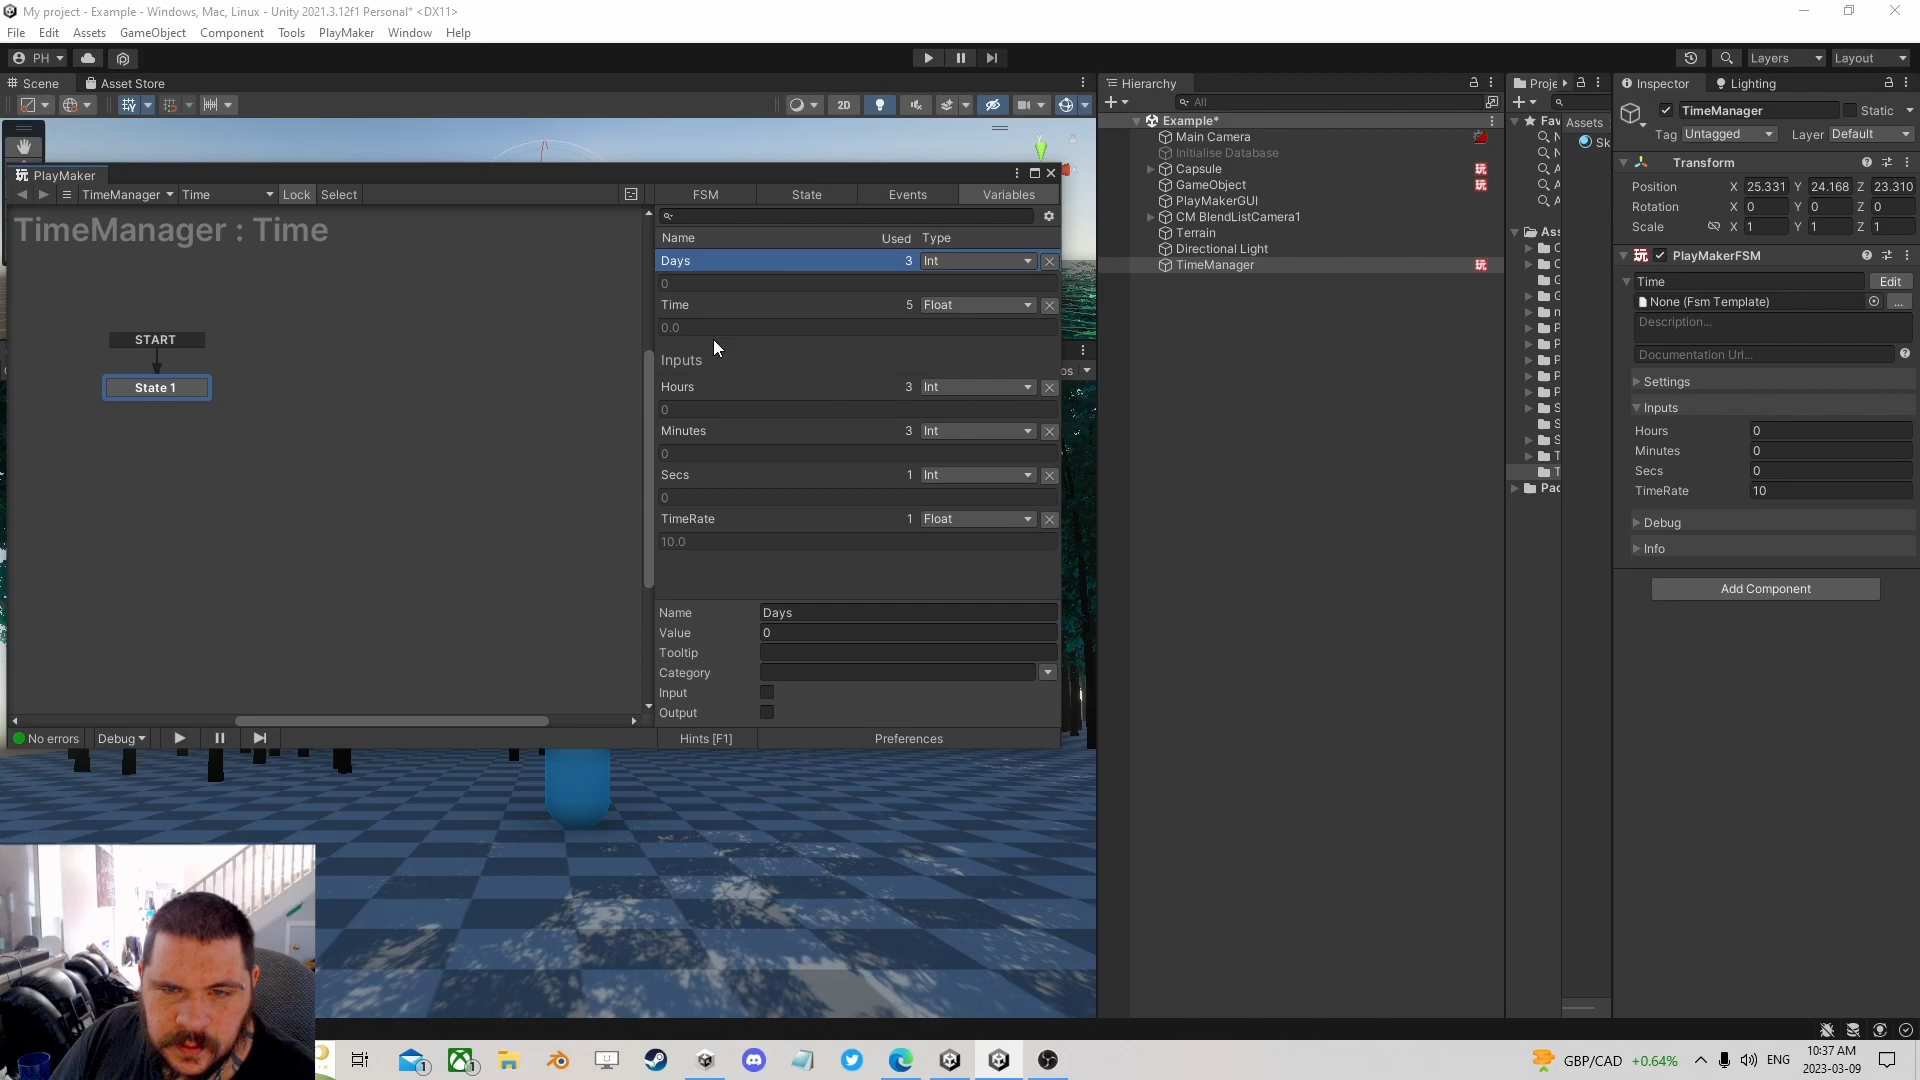 My project - Example - Windows, Mac, Linux - Unity 2021.3.12f1 Personal* <DX11>
File Edit Assets GameObject Component Tools PlayMaker Window Help
PH Layers Layout
Scene Asset Store
2D
PlayMaker
TimeManager Time Lock Select
TimeManager : Time
START
State 1
No errors Debug
FSM State Events Variables
Name Used Type
Days 3 Int
0
Time 5 Float
0.0
Inputs
Hours 3 Int
0
Minutes 3 Int
0
Secs 1 Int
0
TimeRate 1 Float
10.0
Name Days
Value 0
Tooltip
Category
Input
Output
Hints [F1] Preferences
Hierarchy
All
Example*
Main Camera
Initialise Database
Capsule
GameObject
PlayMakerGUI
CM BlendListCamera1
Terrain
Directional Light
TimeManager
Proje
Fav
Assets
Sk
Ass
Pac
Inspector Lighting
TimeManager Static
Tag Untagged Layer Default
Transform
Position X 25.331 Y 24.168 Z 23.310
Rotation X 0 Y 0 Z 0
Scale X 1 Y 1 Z 1
PlayMakerFSM
Time Edit
None (Fsm Template) ...
Description...
Documentation Url...
Settings
Inputs
Hours 0
Minutes 0
Secs 0
TimeRate 10
Debug
Info
Add Component
GBP/CAD +0.64% ENG 10:37 AM
2023-03-09